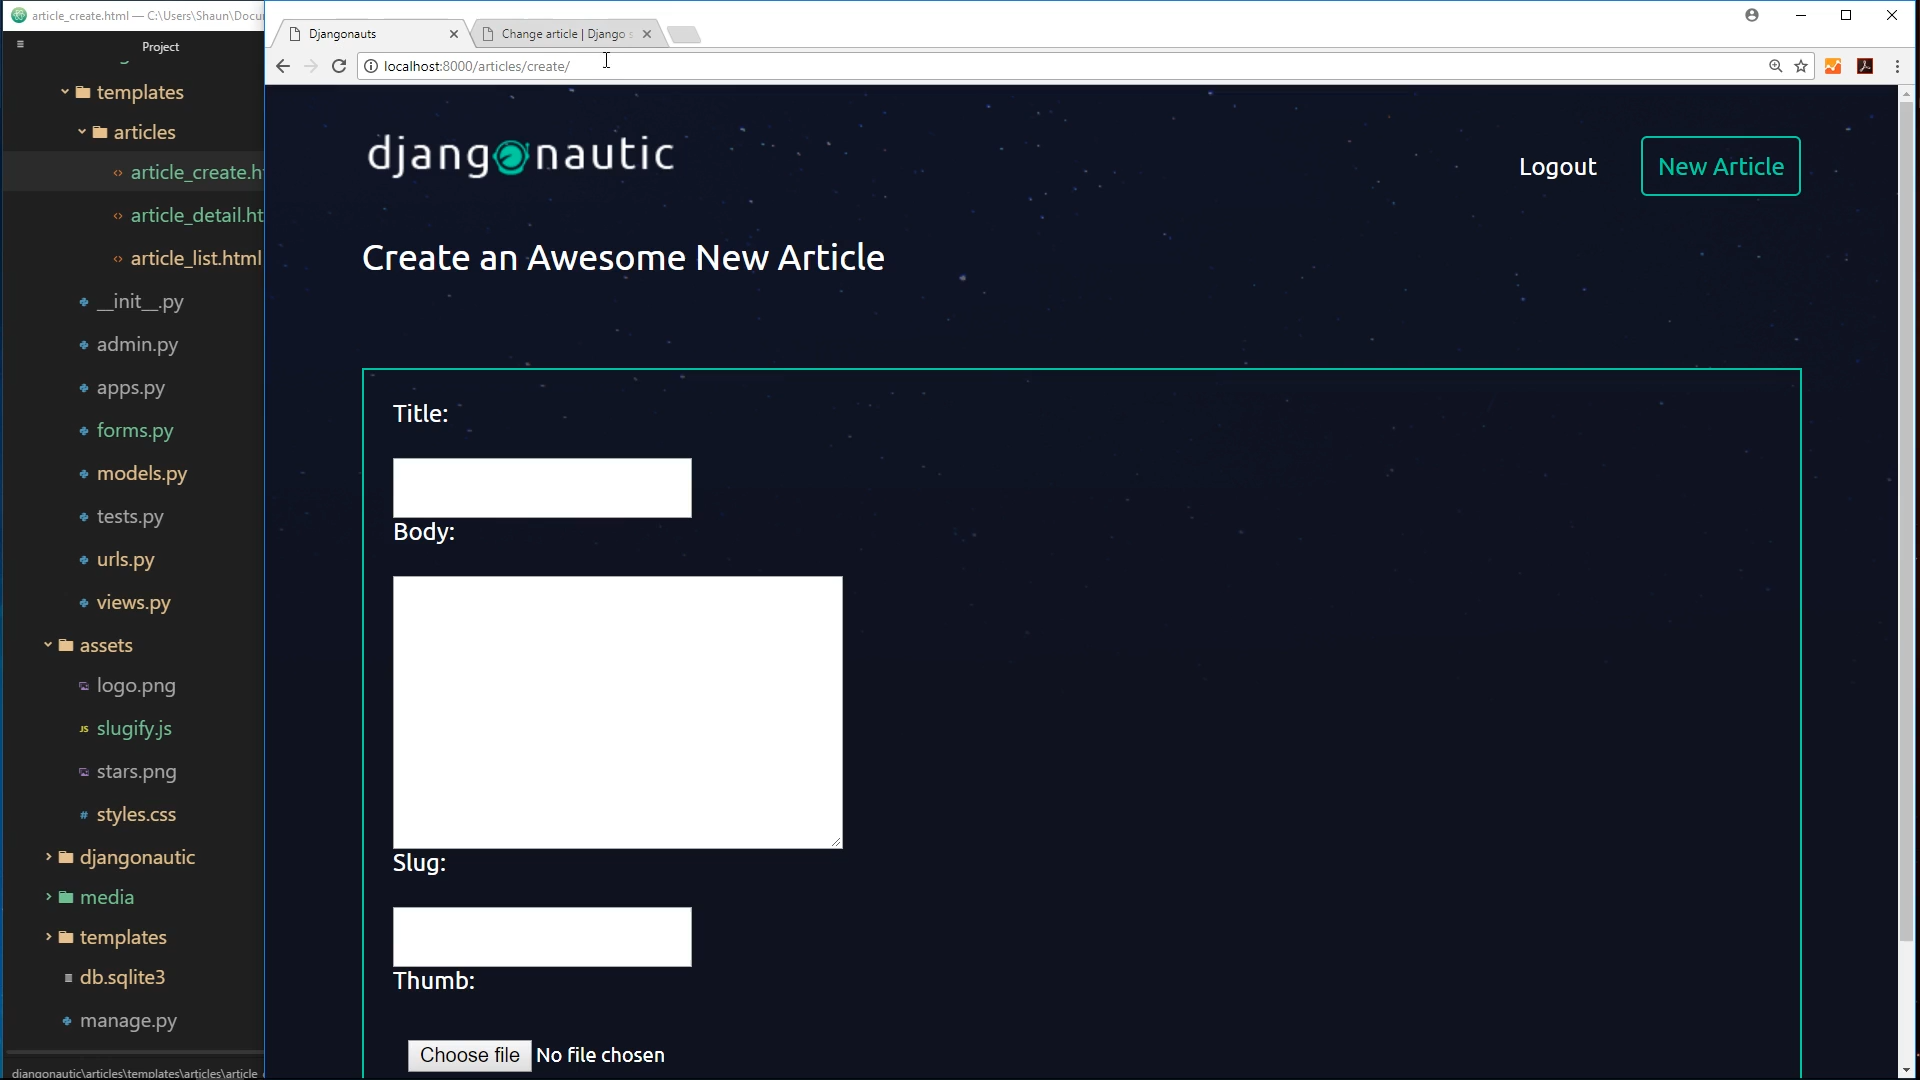 article_create.html — C:\Users\Shaun\Docu
Project
templates
articles
article_create.h
article_detail.ht
article_list.html
__init__.py
admin.py
apps.py
forms.py
models.py
tests.py
urls.py
views.py
assets
logo.png
JS slugify.js
stars.png
# styles.css
djangonautic
media
templates
db.sqlite3
manage.py
djangonautic\articles\templates\articles\article_
Djangonauts
Change article | Django s
localhost:8000/articles/create/
djangonautic
Logout
New Article
Create an Awesome New Article
Title:
Body:
Slug:
Thumb:
Choose file No file chosen